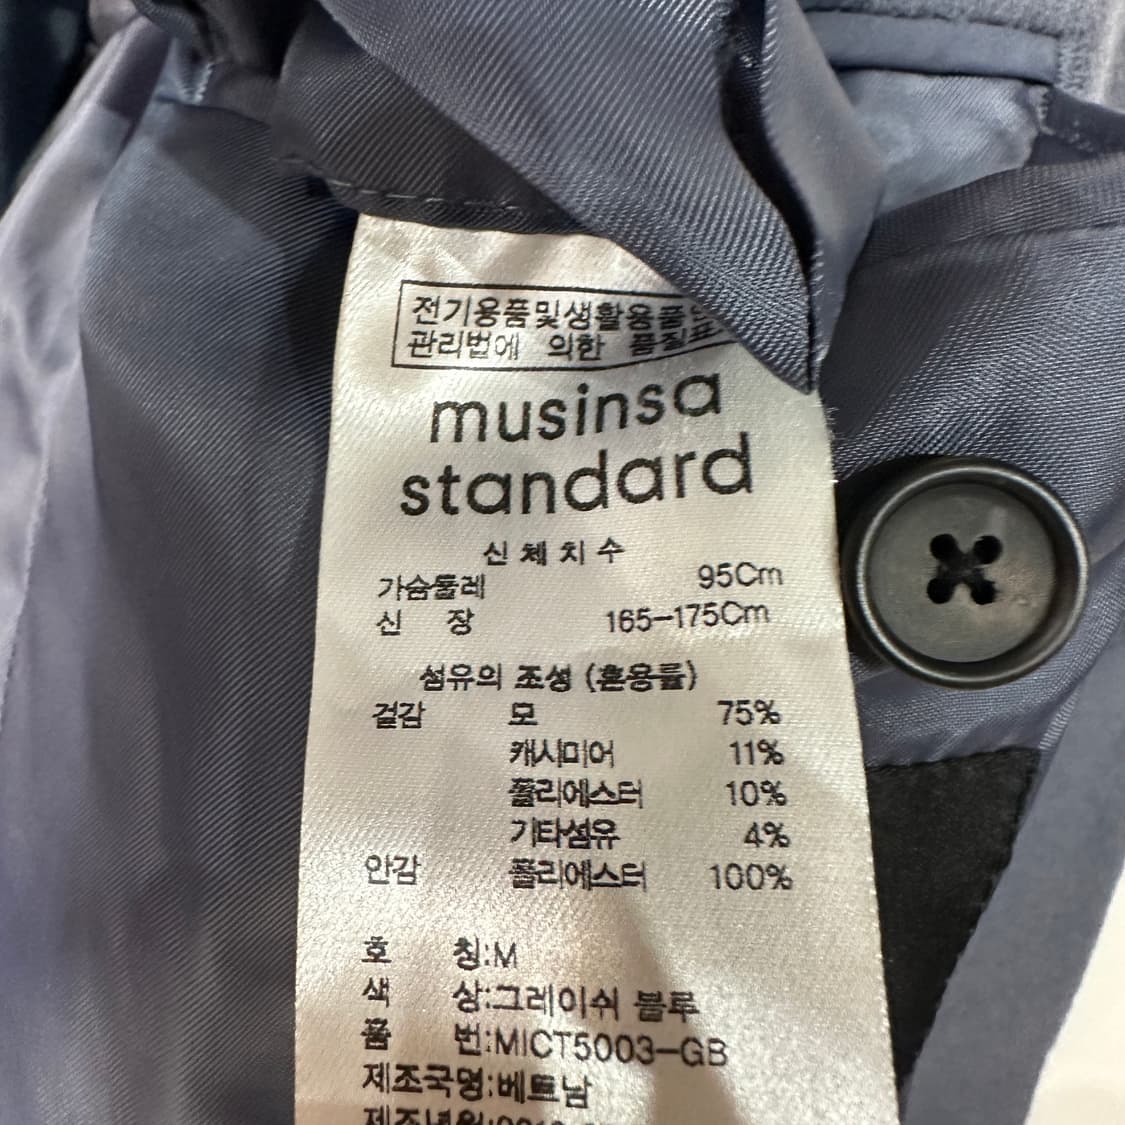 전기용품및생활용품
관리법에 의한 품질표
musinsa
standard
신체치수
가슴둘레 95Cm
신 장 165-175Cm
섬유의 조성 (혼용률)
겉감 모 75%
캐시미어 11%
폴리에스터 10%
기타섬유 4%
안감 폴리에스터 100%
호 칭:M
색 상:그레이쉬 블루
품 번:MICT5003-GB
제조국명:베트남
제조년월: